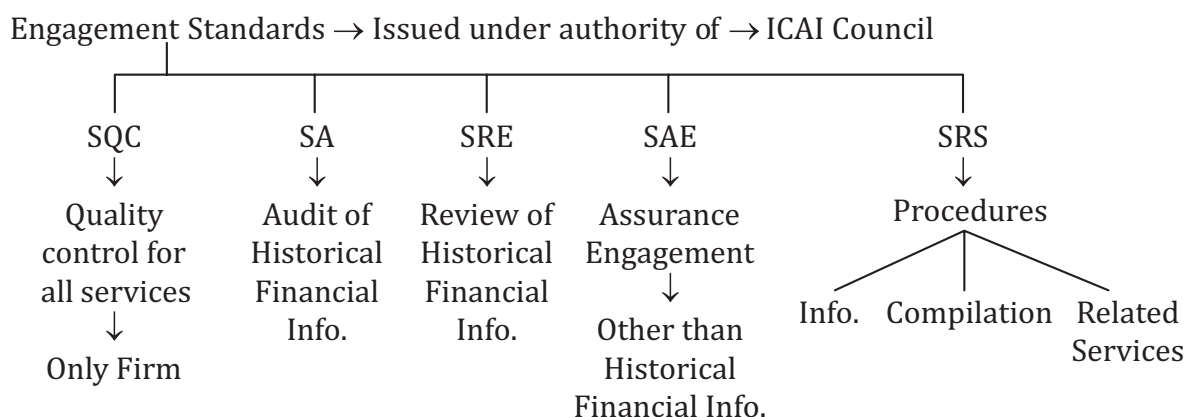 Engagement Standards → Issued under authority of → ICAI Council
SQC
SA
SRE
SAE
SRS
Quality
control for
all services
Only Firm
Audit of
Historical
Financial
Info.
Review of
Historical
Financial
Info.
Assurance
Engagement
Other than
Historical
Financial Info.
Procedures
Info.
Compilation
Related
Services